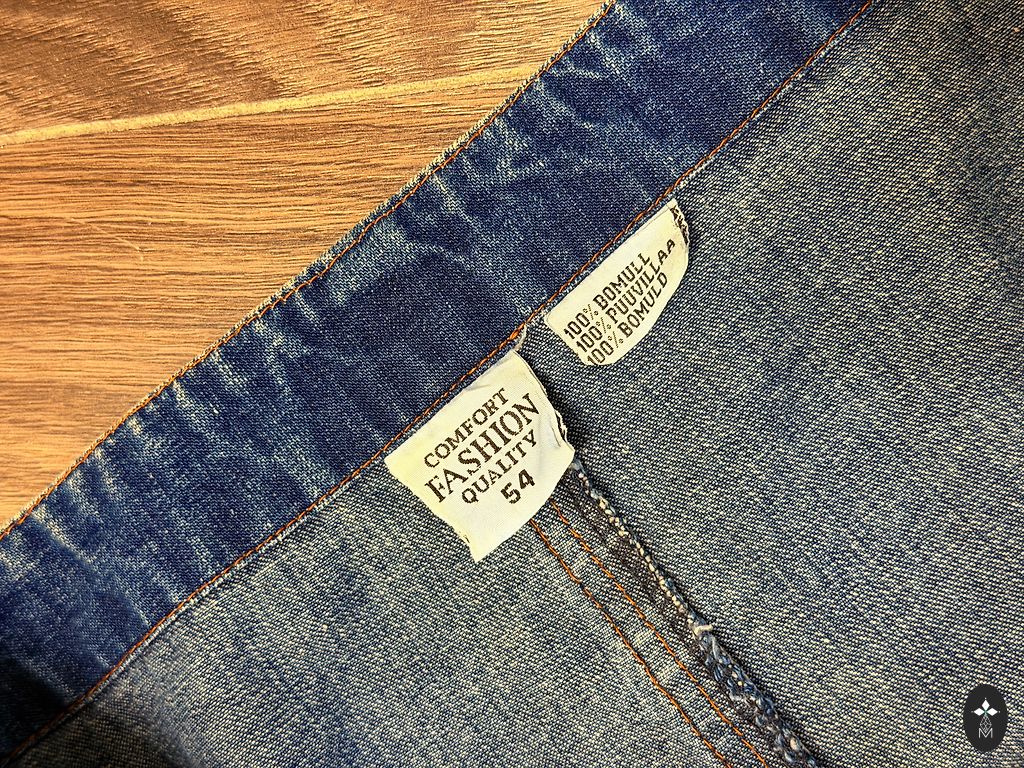 COMFORT
FASHION
QUALITY
54
100% BOMULL
100% PUUVILLAA
100% BOMULD